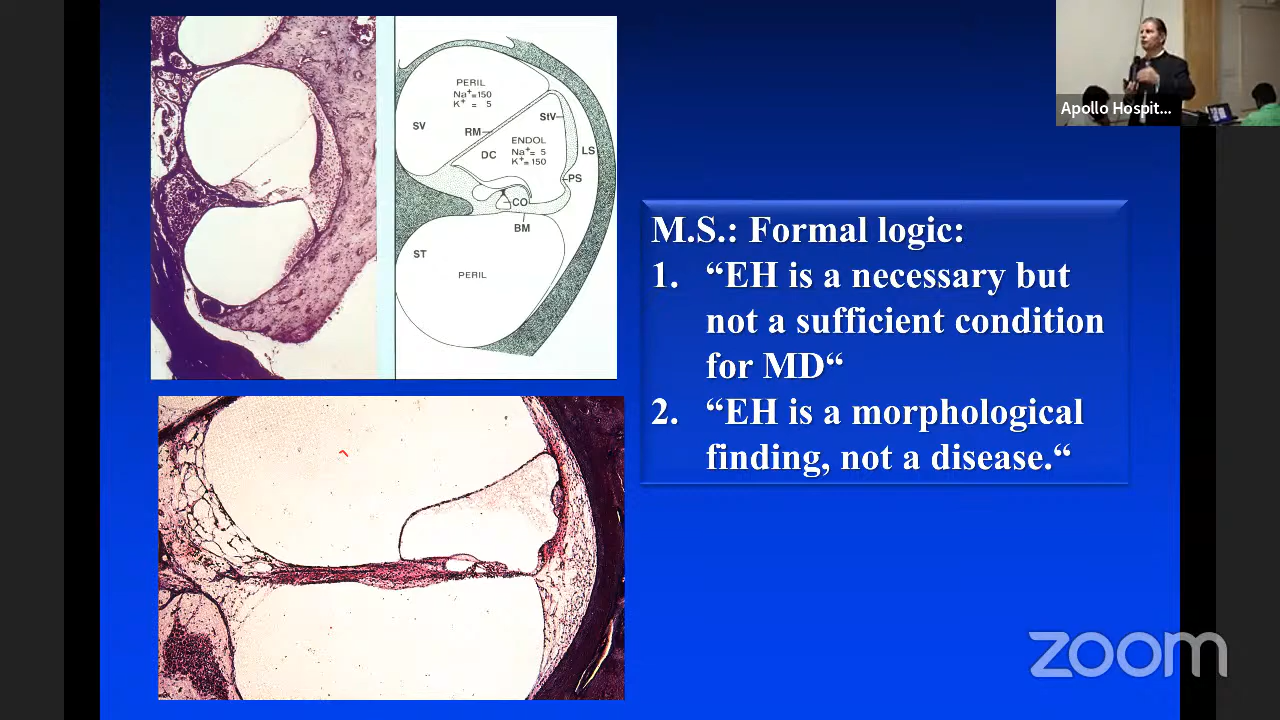 PERIL
Na⁺=150
K⁺ = 5
SV
RM
StV
ENDOL
Na⁺= 5
K⁺=150
DC
LS
PS
CO
BM
ST
PERIL
M.S.: Formal logic:
1. “EH is a necessary but
not a sufficient condition
for MD“
2. “EH is a morphological
finding, not a disease.“
Apollo Hospit...
zoom